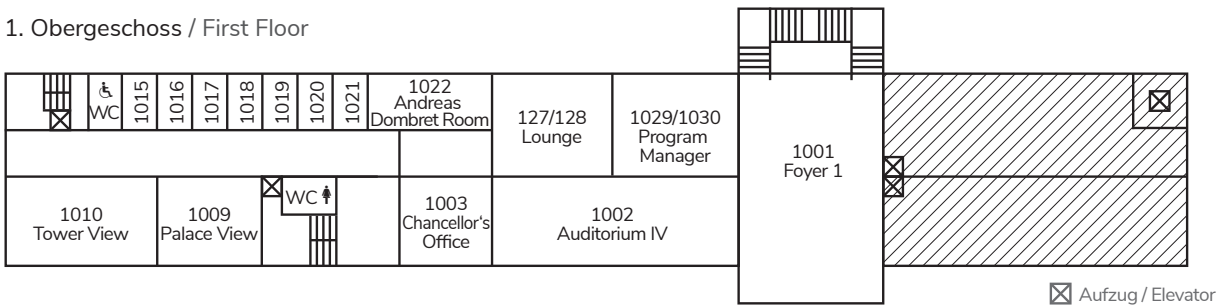 1. Obergeschoss / First Floor
WC
1015
1016
1017
1018
1019
1020
1021
1022
Andreas
Dombret Room
127/128
Lounge
1029/1030
Program
Manager
1001
Foyer 1
1010
Tower View
1009
Palace View
WC
1003
Chancellor's
Office
1002
Auditorium IV
Aufzug / Elevator